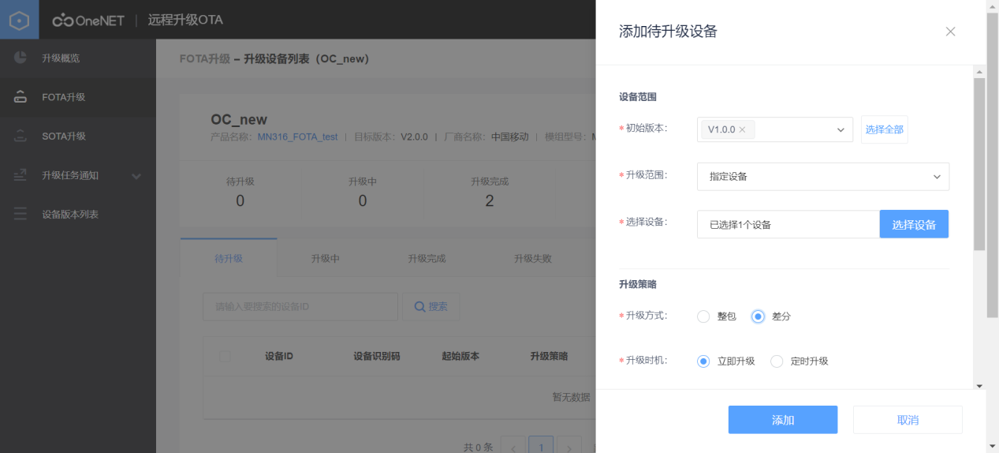 OneNET | 远程升级OTA
升级概览
FOTA升级
SOTA升级
升级任务通知
设备版本列表
FOTA升级 – 升级设备列表（OC_new）
OC_new
产品名称： MN316_FOTA_test | 目标版本： V2.0.0 | 厂商名称： 中国移动 | 模组型号：
待升级 升级中 升级完成
0 0 2
待升级 升级中 升级完成 升级失败
请输入要搜索的设备ID 搜索
设备ID 设备识别码 起始版本 升级策略
暂无数据
共 0 条 < 1 >
添加待升级设备
设备范围
*初始版本： V1.0.0 × 选择全部
*升级范围： 指定设备
*选择设备： 已选择1个设备 选择设备
升级策略
*升级方式： 整包 差分
*升级时机： 立即升级 定时升级
添加 取消